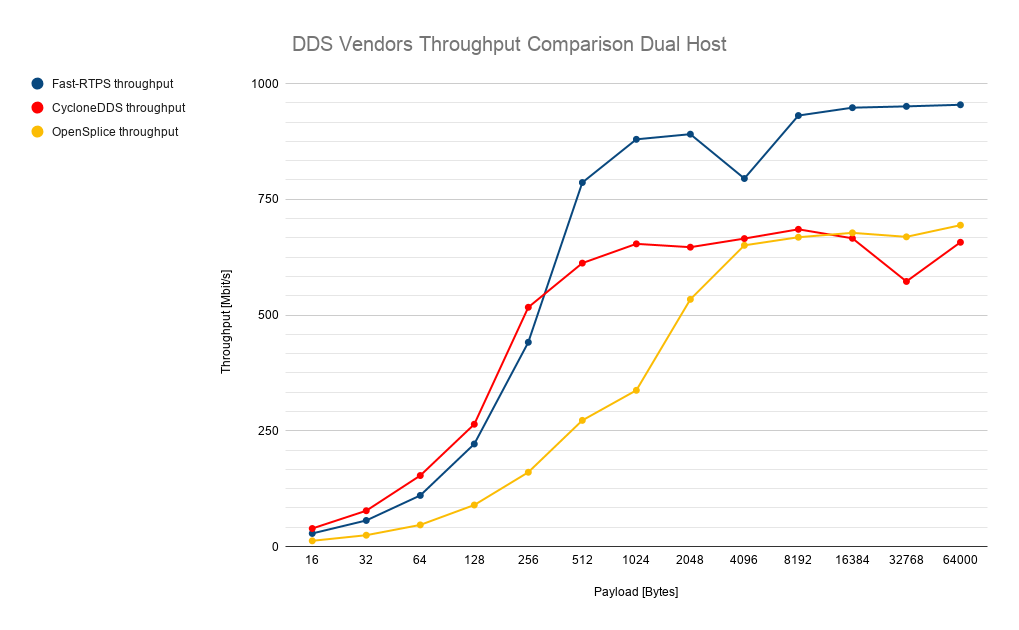 DDS Vendors Throughput Comparison Dual Host
Fast-RTPS throughput
CycloneDDS throughput
OpenSplice throughput
1000
750
500
250
0
Throughput [Mbit/s]
16 32 64 128 256 512 1024 2048 4096 8192 16384 32768 64000
Payload [Bytes]